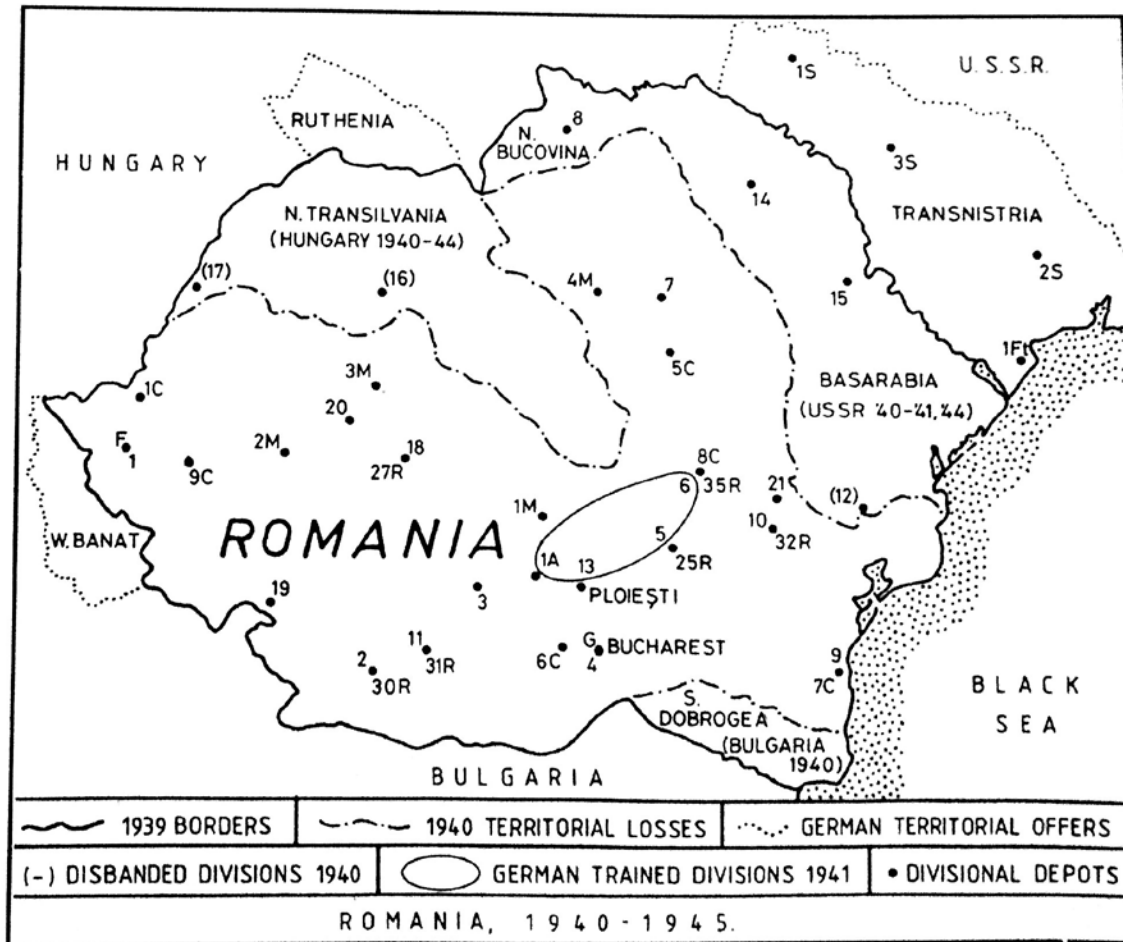 U.S.S.R.
1S
RUTHENIA
8
N.
BUCOVINA
HUNGARY
3S
14
N. TRANSILVANIA
(HUNGARY 1940-44)
TRANSNISTRIA
2S
(17)
(16)
4M
7
15
1Ft
5C
3M
BASARABIA
(USSR '40-'41,'44)
1C
20
F
1
9C
2M
18
27R
8C
6
35R
21
(12)
1M
10
32R
ROMANIA
5
25R
W. BANAT
1A
13
PLOIEŞTI
19
3
11
31R
6C
G
4
BUCHAREST
2
30R
9
7C
BLACK
SEA
S.
DOBROGEA
(BULGARIA
1940)
BULGARIA
1939 BORDERS
1940 TERRITORIAL LOSSES
GERMAN TERRITORIAL OFFERS
(-) DISBANDED DIVISIONS 1940
GERMAN TRAINED DIVISIONS 1941
DIVISIONAL DEPOTS
ROMANIA, 1940-1945.